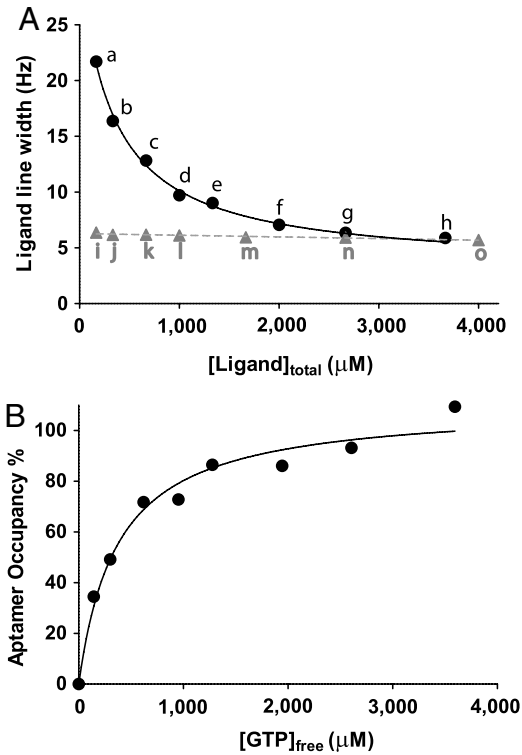 A
25
20
15
10
5
0
Ligand line width (Hz)
a
b
c
d
e
f
g
h
i
j
k
l
m
n
o
0
1,000
2,000
3,000
4,000
[Ligand]total (μM)
B
100
80
60
40
20
0
Aptamer Occupancy %
0
1,000
2,000
3,000
4,000
[GTP]free (μM)